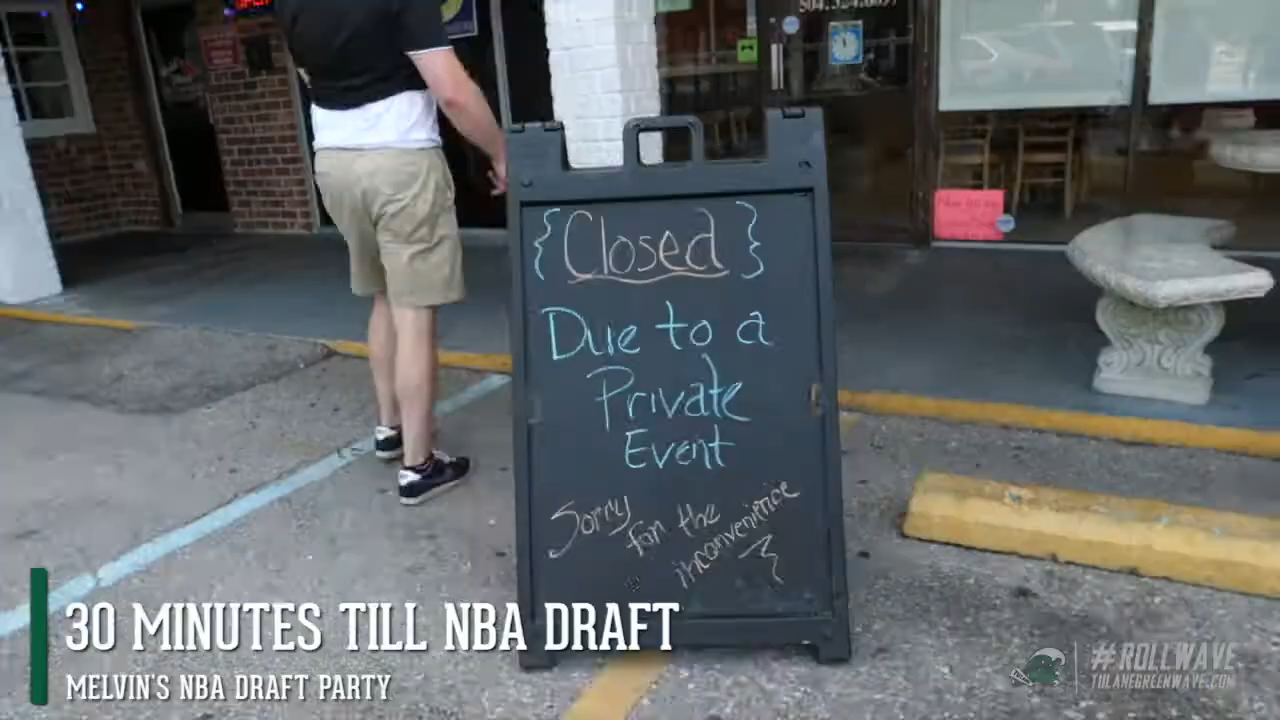 OPEN
{Closed}
Due to a
Private
Event
Sorry
for the
inconvenience
30 MINUTES TILL NBA DRAFT
MELVIN'S NBA DRAFT PARTY
#ROLLWAVE
TULANEGREENWAVE.COM